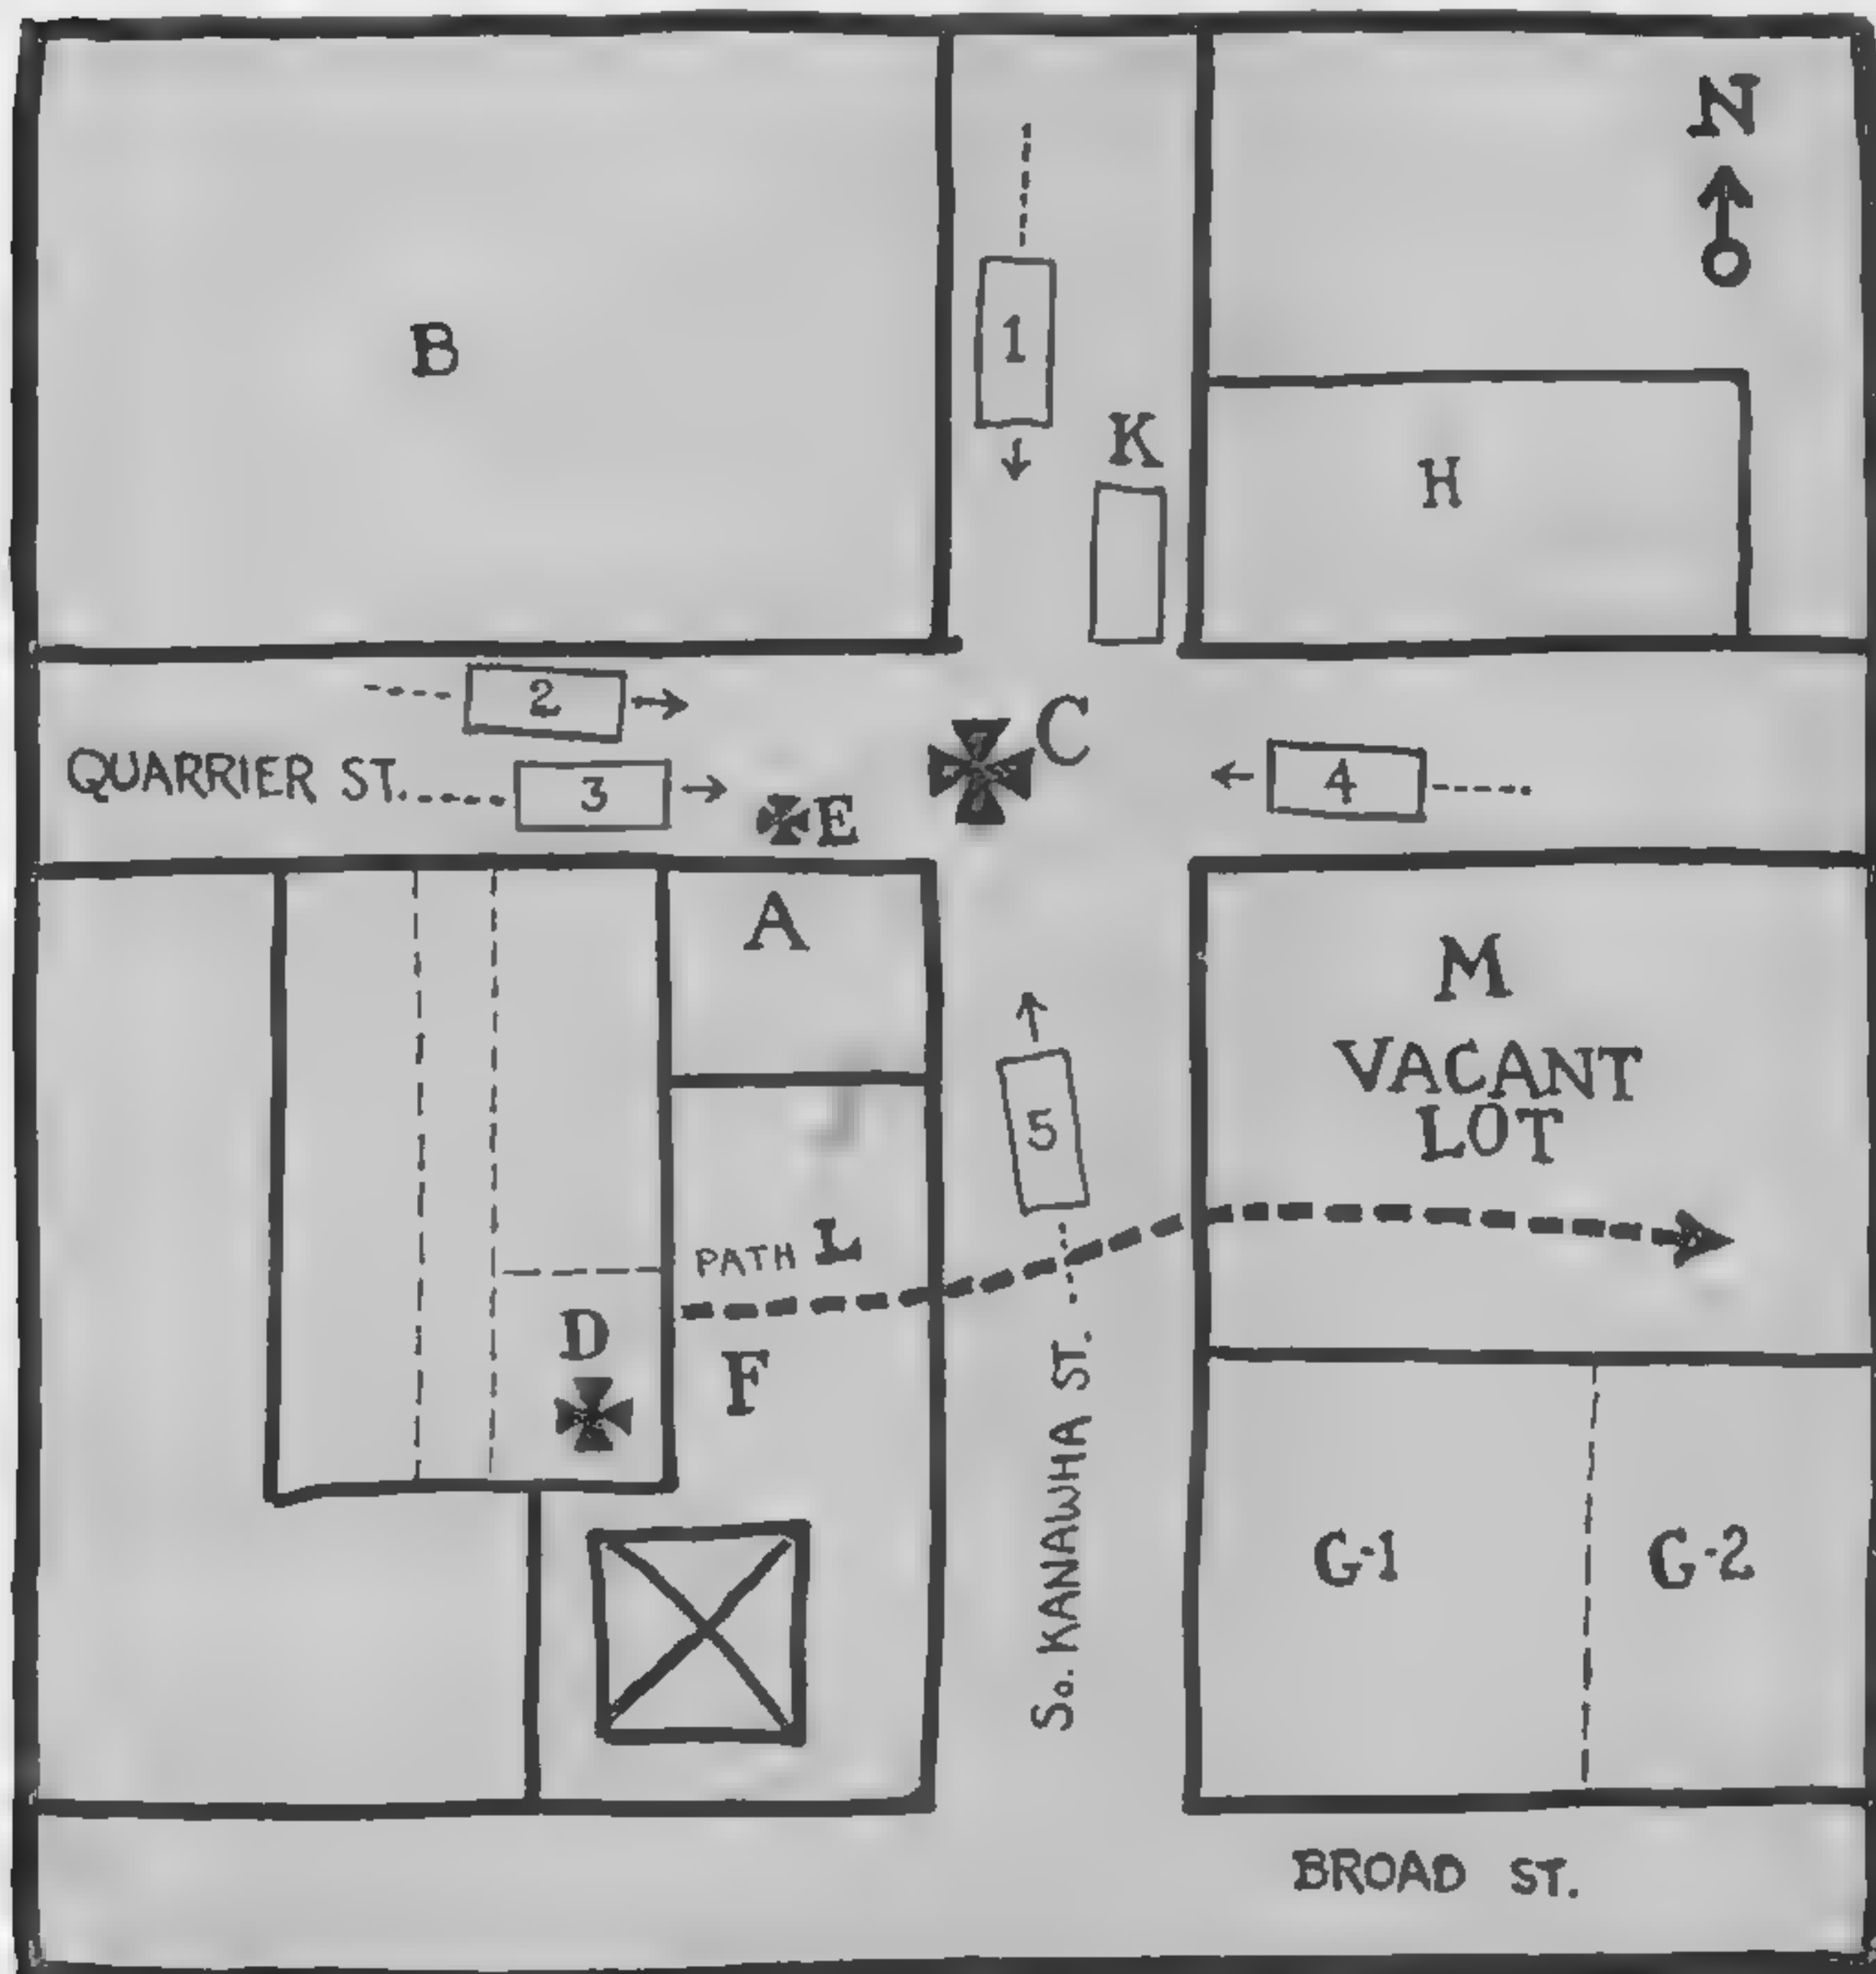 N
B
1
K
H
2
C
QUARRIER ST.
3
E
4
A
M
VACANT
LOT
5
PATH L
D
F
So. KANAWHA ST.
G-1
G-2
BROAD ST.